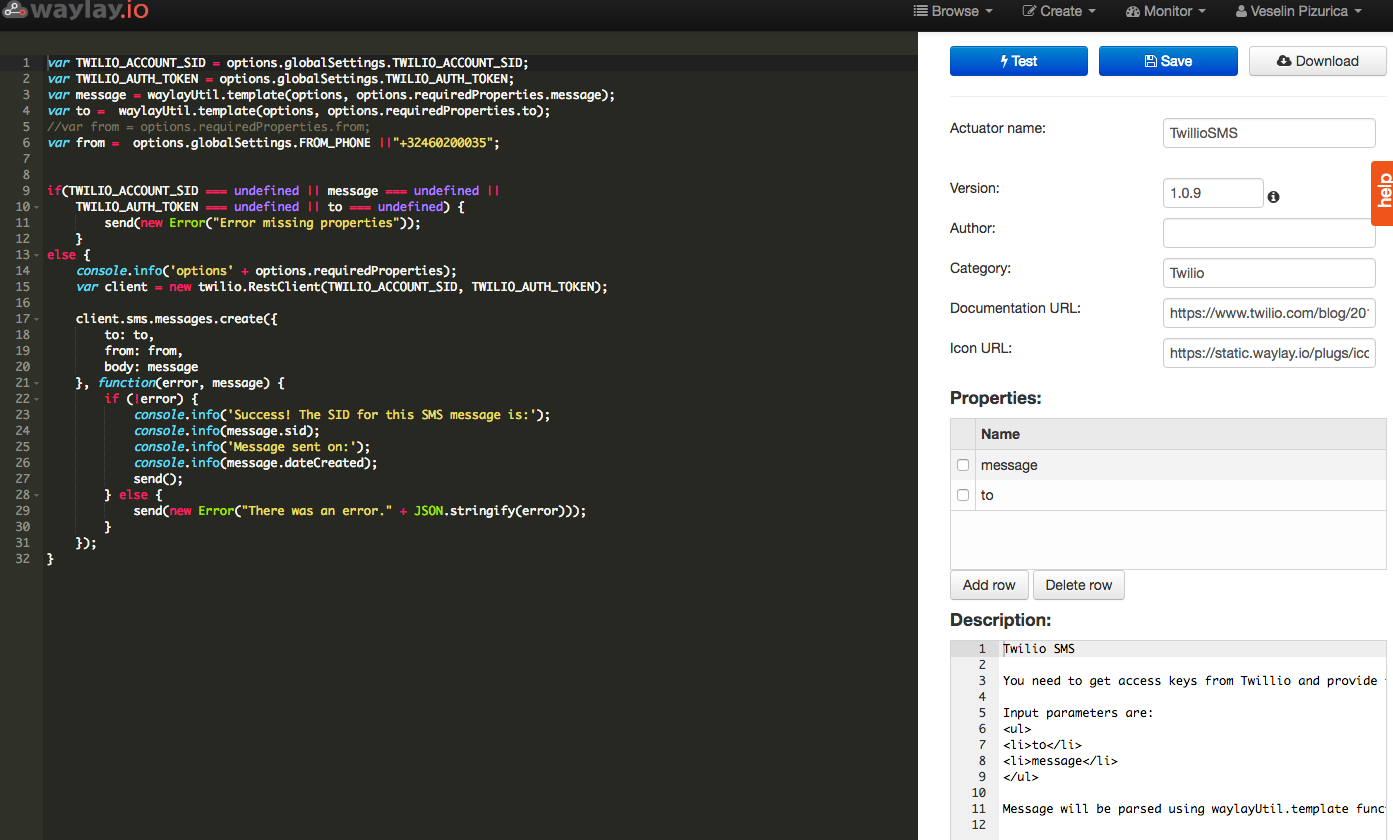 waylay.io
Browse Create Monitor Veselin Pizurica
1 var TWILIO_ACCOUNT_SID = options.globalSettings.TWILIO_ACCOUNT_SID;
2 var TWILIO_AUTH_TOKEN = options.globalSettings.TWILIO_AUTH_TOKEN;
3 var message = waylayUtil.template(options, options.requiredProperties.message);
4 var to =  waylayUtil.template(options, options.requiredProperties.to);
5 //var from = options.requiredProperties.from;
6 var from =  options.globalSettings.FROM_PHONE ||"+32460200035";
7
8
9 if(TWILIO_ACCOUNT_SID === undefined || message === undefined ||
10     TWILIO_AUTH_TOKEN === undefined || to === undefined) {
11         send(new Error("Error missing properties"));
12     }
13 else {
14     console.info('options' + options.requiredProperties);
15     var client = new twilio.RestClient(TWILIO_ACCOUNT_SID, TWILIO_AUTH_TOKEN);
16
17     client.sms.messages.create({
18         to: to,
19         from: from,
20         body: message
21     }, function(error, message) {
22         if (!error) {
23             console.info('Success! The SID for this SMS message is:');
24             console.info(message.sid);
25             console.info('Message sent on:');
26             console.info(message.dateCreated);
27             send();
28         } else {
29             send(new Error("There was an error." + JSON.stringify(error)));
30         }
31     });
32 }
Test Save Download
Actuator name: TwillioSMS
help
Version: 1.0.9
Author:
Category: Twilio
Documentation URL: https://www.twilio.com/blog/20
Icon URL: https://static.waylay.io/plugs/icc
Properties:
Name
message
to
Add row Delete row
Description:
1 Twilio SMS
2
3 You need to get access keys from Twillio and provide
4
5 Input parameters are:
6 <ul>
7 <li>to</li>
8 <li>message</li>
9 </ul>
10
11 Message will be parsed using waylayUtil.template func
12